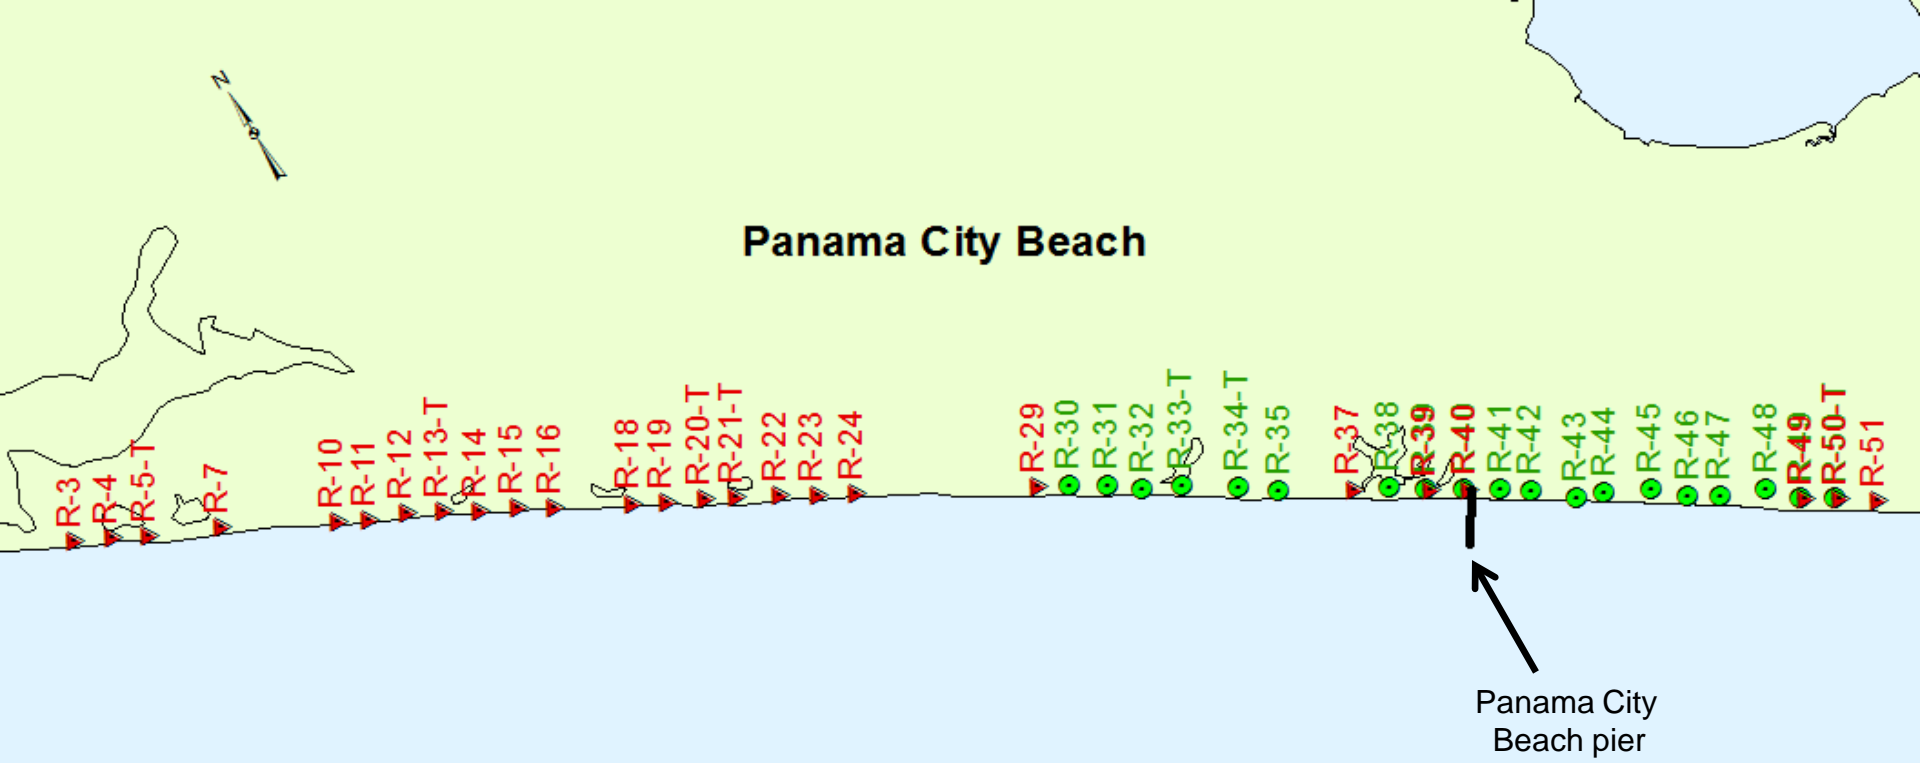 N
Panama City Beach
R-3
R-4
R-5-T
R-7
R-10
R-11
R-12
R-13-T
R-14
R-15
R-16
R-18
R-19
R-20-T
R-21-T
R-22
R-23
R-24
R-29
R-30
R-31
R-32
R-33-T
R-34-T
R-35
R-37
R-38
R-39
R-40
R-41
R-42
R-43
R-44
R-45
R-46
R-47
R-48
R-49
R-50-T
R-51
Panama City
Beach pier